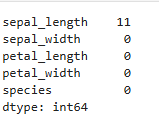 sepal_length    11
sepal_width      0
petal_length     0
petal_width      0
species          0
dtype: int64